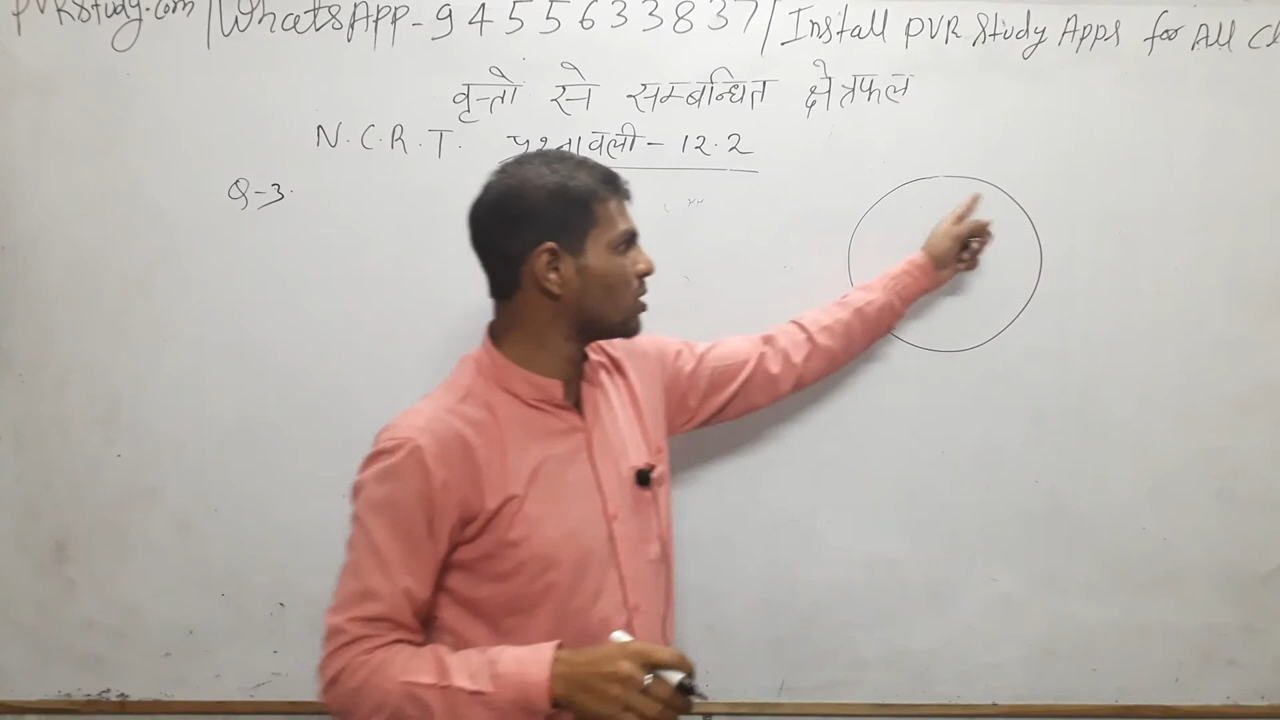 PVRStudy.com | WhatsApp-9455633837 | Install PVR Study Apps for All
वृत्तों से सम्बन्धित क्षेत्रफल
N.C.R.T. प्रश्नावली-12.2
Q-3.